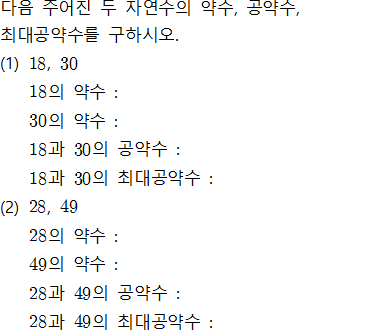 다음 주어진 두 자연수의 약수, 공약수,
최대공약수를 구하시오.
(1) 18, 30
18의 약수 :
30의 약수 :
18과 30의 공약수 :
18과 30의 최대공약수 :
(2) 28, 49
28의 약수 :
49의 약수 :
28과 49의 공약수 :
28과 49의 최대공약수 :